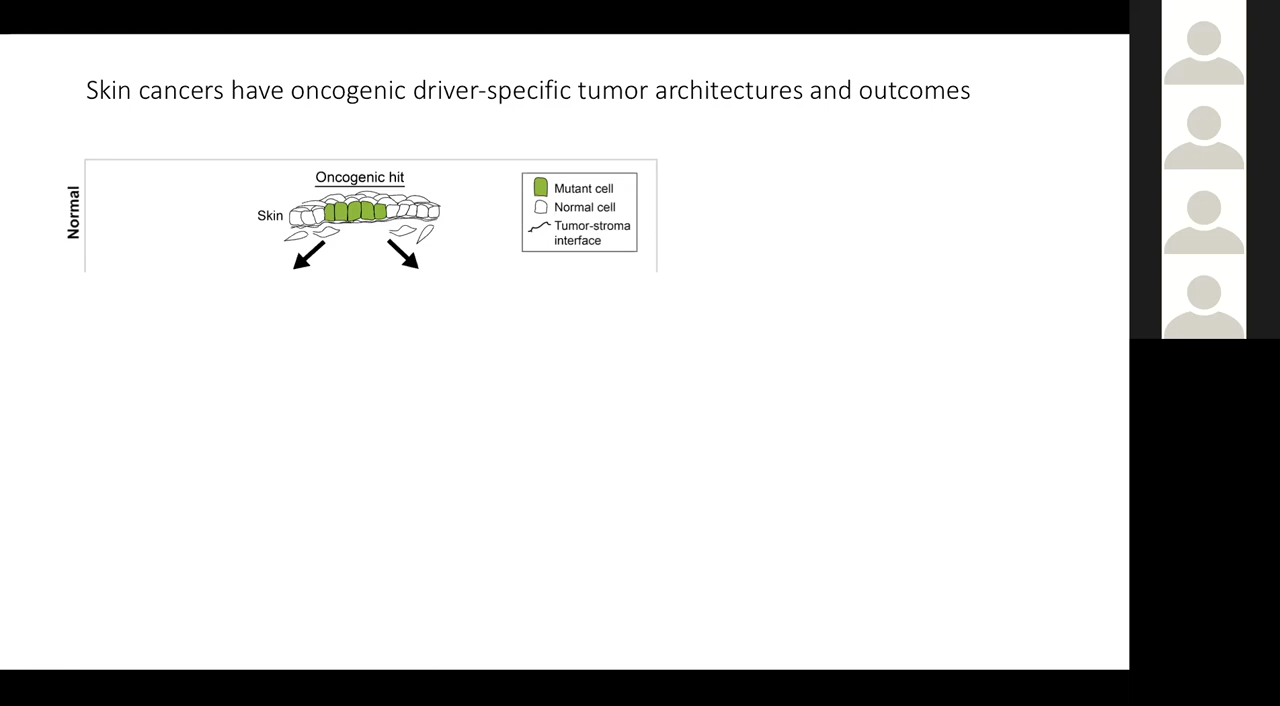 Skin cancers have oncogenic driver-specific tumor architectures and outcomes
Normal
Oncogenic hit
Skin
Mutant cell
Normal cell
Tumor-stroma
interface